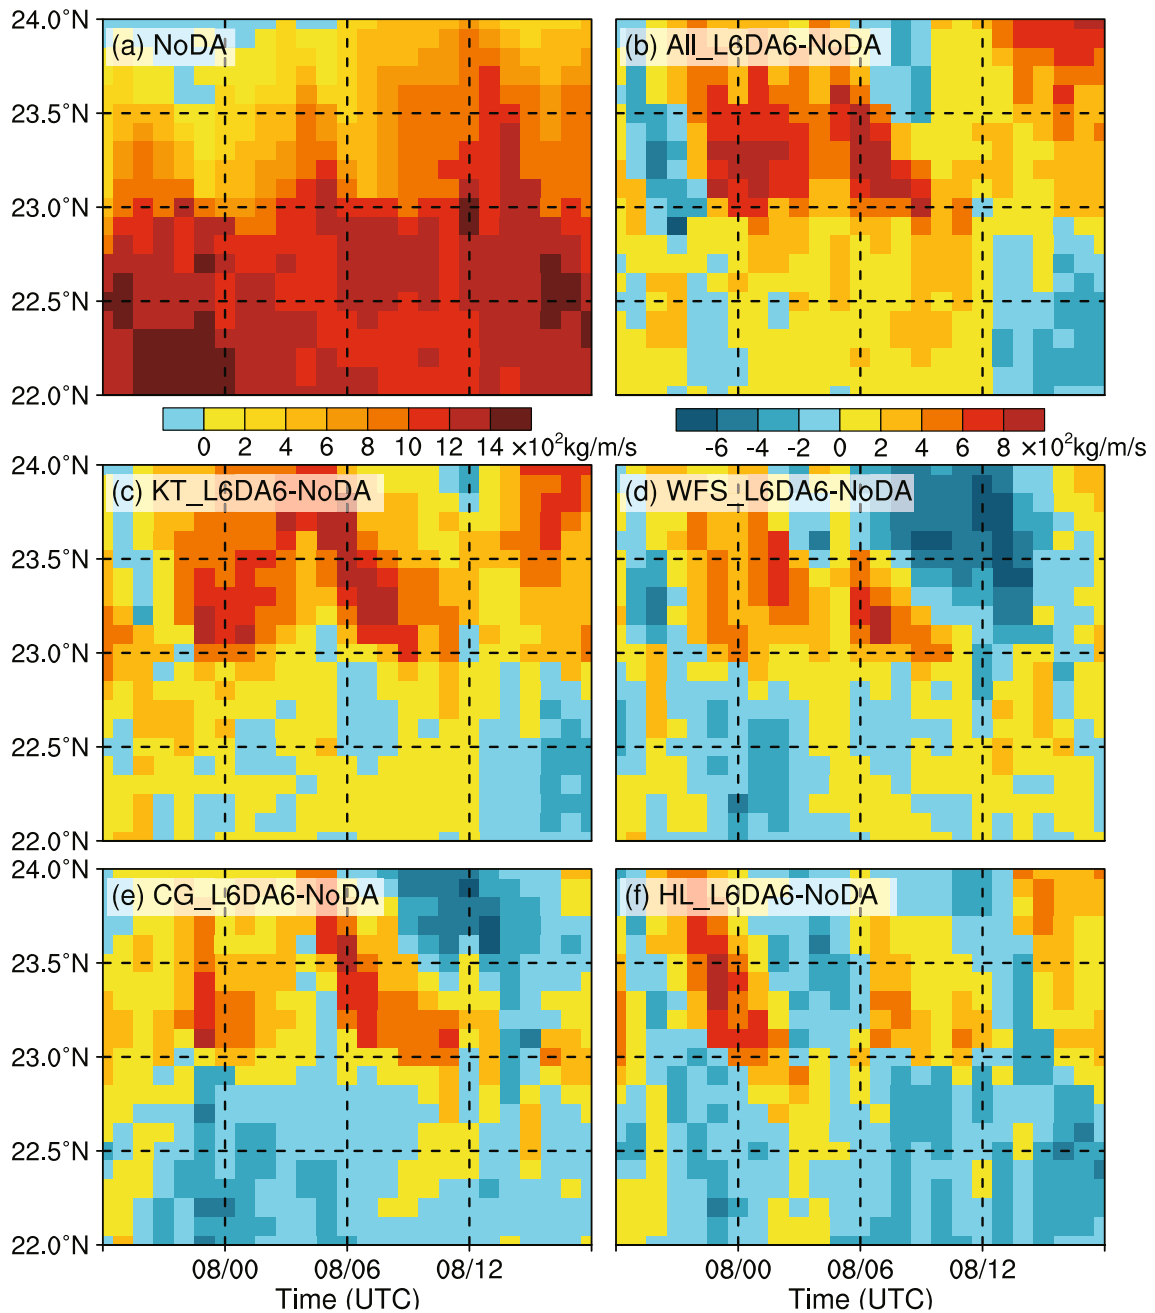 24.0°N
(a) NoDA
(b) All_L6DA6-NoDA
23.5°N
23.0°N
22.5°N
22.0°N
0 2 4 6 8 10 12 14 ×10²kg/m/s
-6 -4 -2 0 2 4 6 8 ×10²kg/m/s
24.0°N
(c) KT_L6DA6-NoDA
(d) WFS_L6DA6-NoDA
23.5°N
23.0°N
22.5°N
22.0°N
24.0°N
(e) CG_L6DA6-NoDA
(f) HL_L6DA6-NoDA
23.5°N
23.0°N
22.5°N
22.0°N
08/00 08/06 08/12
08/00 08/06 08/12
Time (UTC)
Time (UTC)